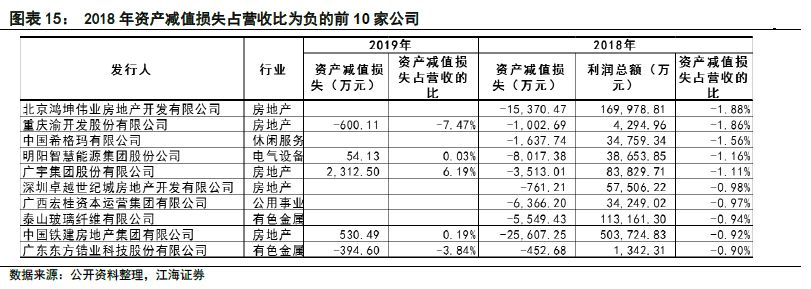 图表 15： 2018 年资产减值损失占营收比为负的前 10 家公司
发行人 行业 2019年 2018年
资产减值损失（万元） 资产减值损失占营收的比 资产减值损失（万元） 利润总额（万元） 资产减值损失占营收的比
北京鸿坤伟业房地产开发有限公司 房地产 -15,370.47 169,978.81 -1.88%
重庆渝开发股份有限公司 房地产 -600.11 -7.47% -1,002.69 4,294.96 -1.86%
中国希格玛有限公司 休闲服务 -1,637.74 34,759.34 -1.56%
明阳智慧能源集团股份公司 电气设备 54.13 0.03% -8,017.38 38,653.85 -1.16%
广宇集团股份有限公司 房地产 2,312.50 6.19% -3,513.01 83,829.71 -1.11%
深圳卓越世纪城房地产开发有限公司 房地产 -761.21 57,506.22 -0.98%
广西宏桂资本运营集团有限公司 公用事业 -6,366.20 34,249.02 -0.97%
泰山玻璃纤维有限公司 有色金属 -5,549.43 113,161.30 -0.94%
中国铁建房地产集团有限公司 房地产 530.49 0.19% -25,607.25 503,724.83 -0.92%
广东东方锆业科技股份有限公司 有色金属 -394.60 -3.84% -452.68 1,342.31 -0.90%
数据来源：公开资料整理，江海证券